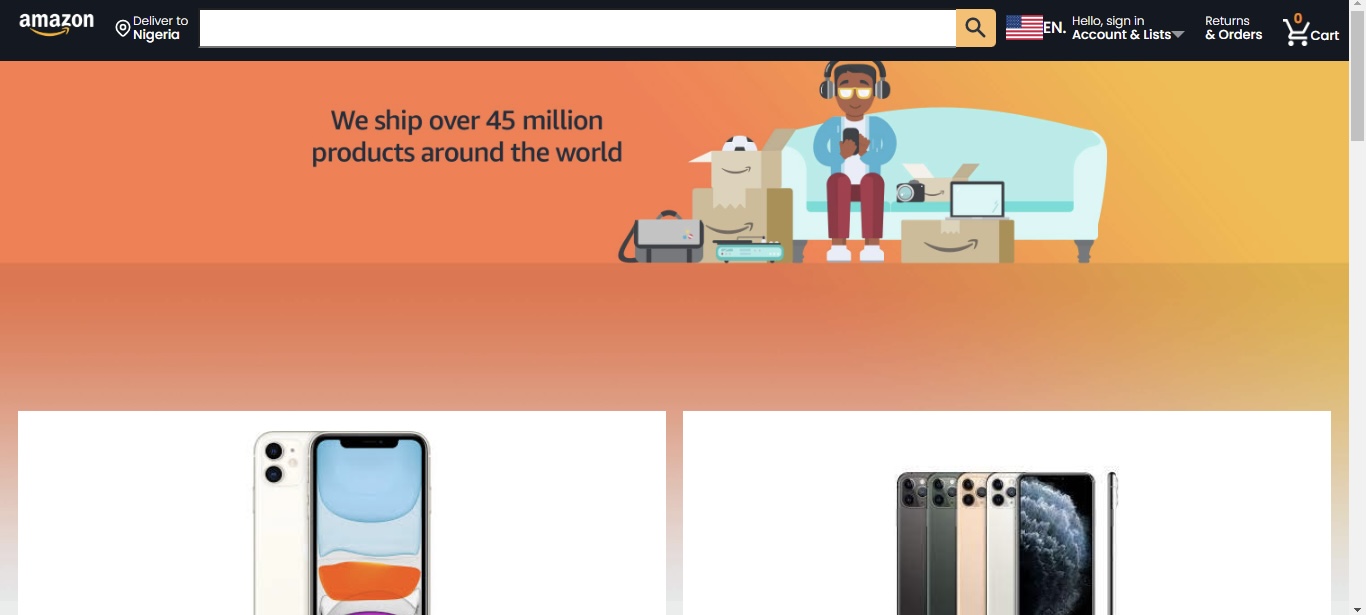 amazon
Deliver to
Nigeria
EN.
Hello, sign in
Account & Lists
Returns
& Orders
0
Cart
We ship over 45 million
products around the world